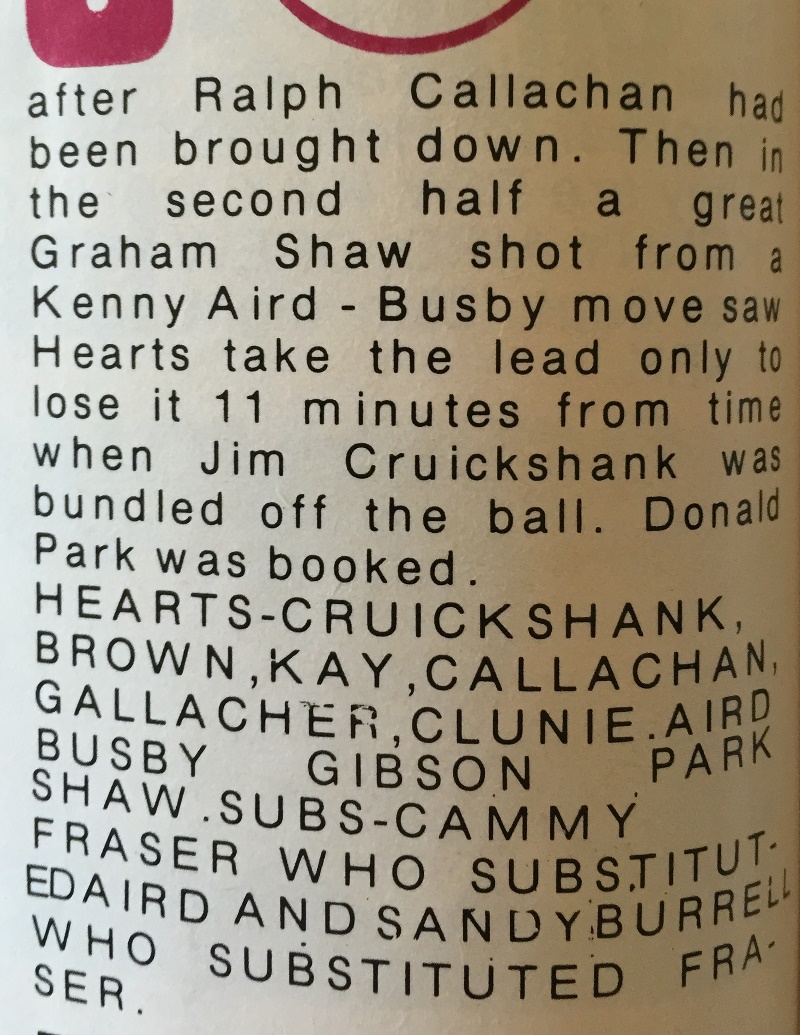 after Ralph Callachan had
been brought down. Then in
the second half a great
Graham Shaw shot from a
Kenny Aird - Busby move saw
Hearts take the lead only to
lose it 11 minutes from time
when Jim Cruickshank was
bundled off the ball. Donald
Park was booked.
HEARTS-CRUICKSHANK,
BROWN,KAY,CALLACHAN,
GALLACHER,CLUNIE.AIRD
BUSBY GIBSON PARK
SHAW.SUBS-CAMMY
FRASER WHO SUBSTITUT-
EDAIRD AND SANDY BURRELL
WHO SUBSTITUTED FRA-
SER.